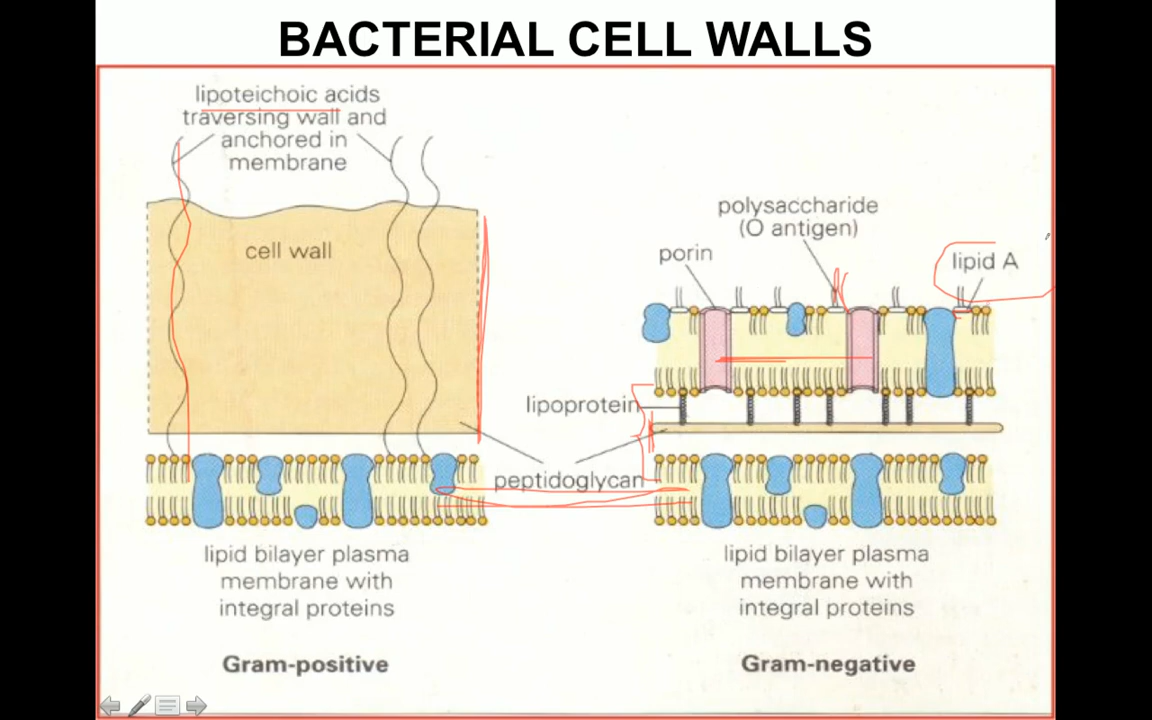 BACTERIAL CELL WALLS
lipoteichoic acids
traversing wall and
anchored in
membrane
cell wall
polysaccharide
(O antigen)
porin
lipid A
lipoprotein
peptidoglycan
lipid bilayer plasma
membrane with
integral proteins
lipid bilayer plasma
membrane with
integral proteins
Gram-positive
Gram-negative